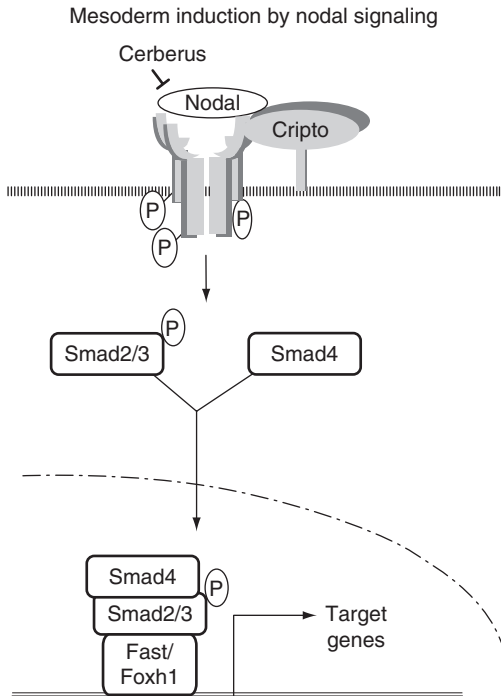 Mesoderm induction by nodal signaling
Cerberus
Nodal
Cripto
P
P
P
P
Smad2/3
Smad4
Smad4
P
Smad2/3
Fast/
Foxh1
Target
genes